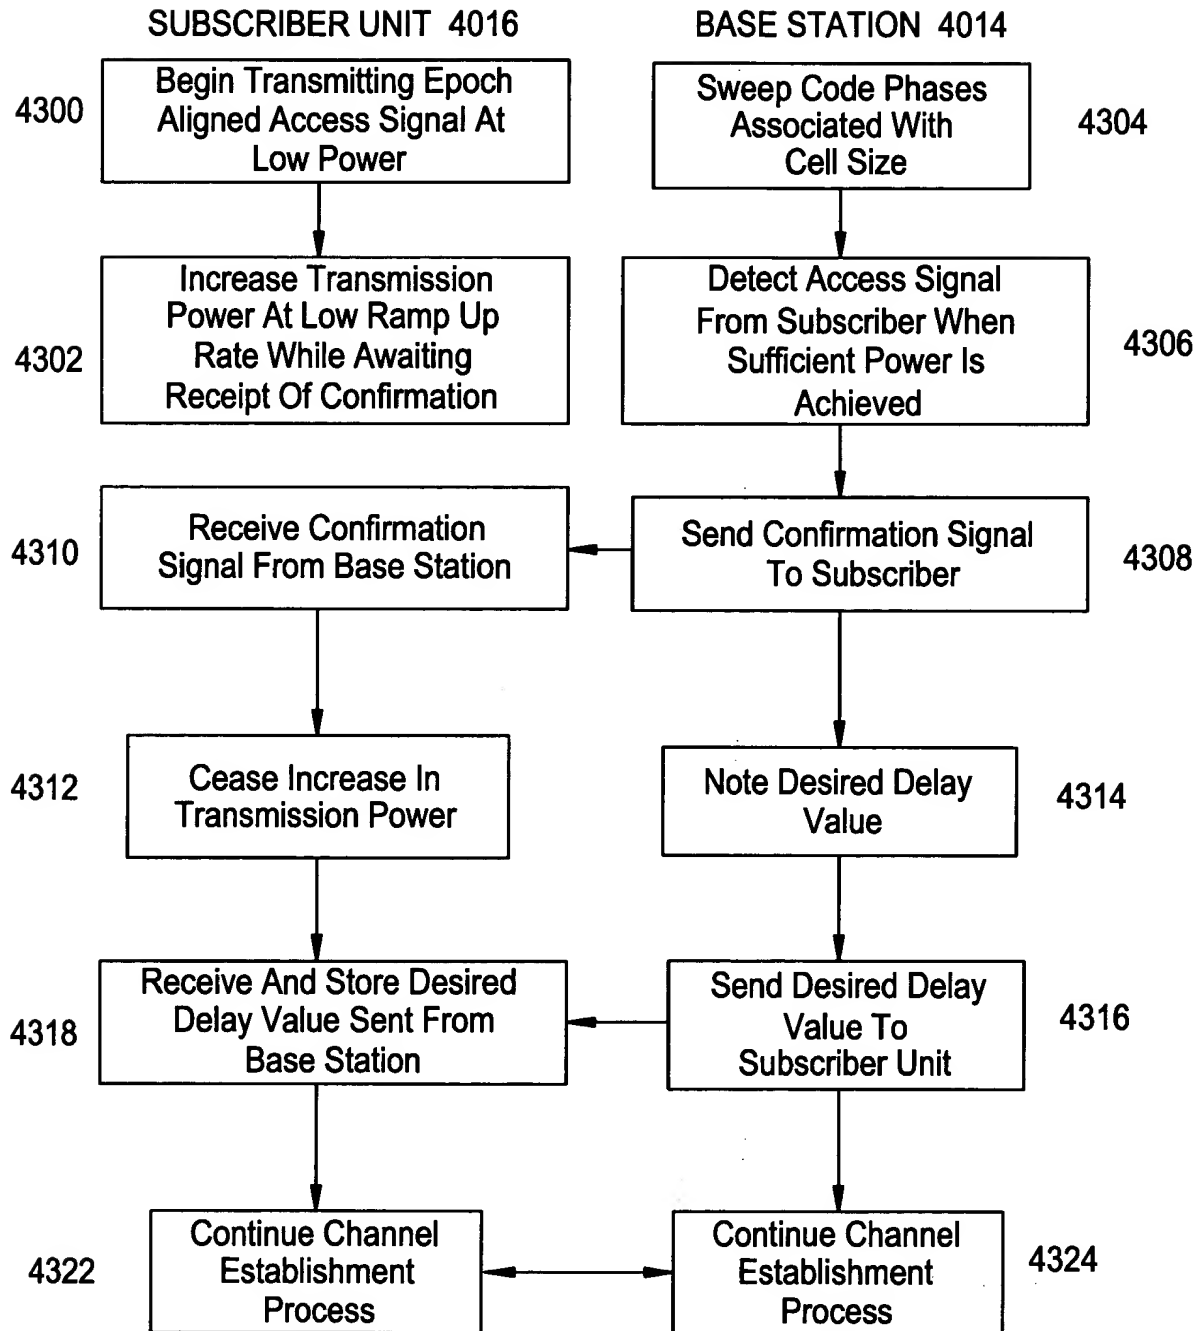 SUBSCRIBER UNIT 4016
BASE STATION 4014
4300
Begin Transmitting Epoch
Aligned Access Signal At
Low Power
Sweep Code Phases
Associated With
Cell Size
4304
4302
Increase Transmission
Power At Low Ramp Up
Rate While Awaiting
Receipt Of Confirmation
Detect Access Signal
From Subscriber When
Sufficient Power Is
Achieved
4306
4310
Receive Confirmation
Signal From Base Station
Send Confirmation Signal
To Subscriber
4308
4312
Cease Increase In
Transmission Power
Note Desired Delay
Value
4314
4318
Receive And Store Desired
Delay Value Sent From
Base Station
Send Desired Delay
Value To
Subscriber Unit
4316
4322
Continue Channel
Establishment
Process
Continue Channel
Establishment
Process
4324